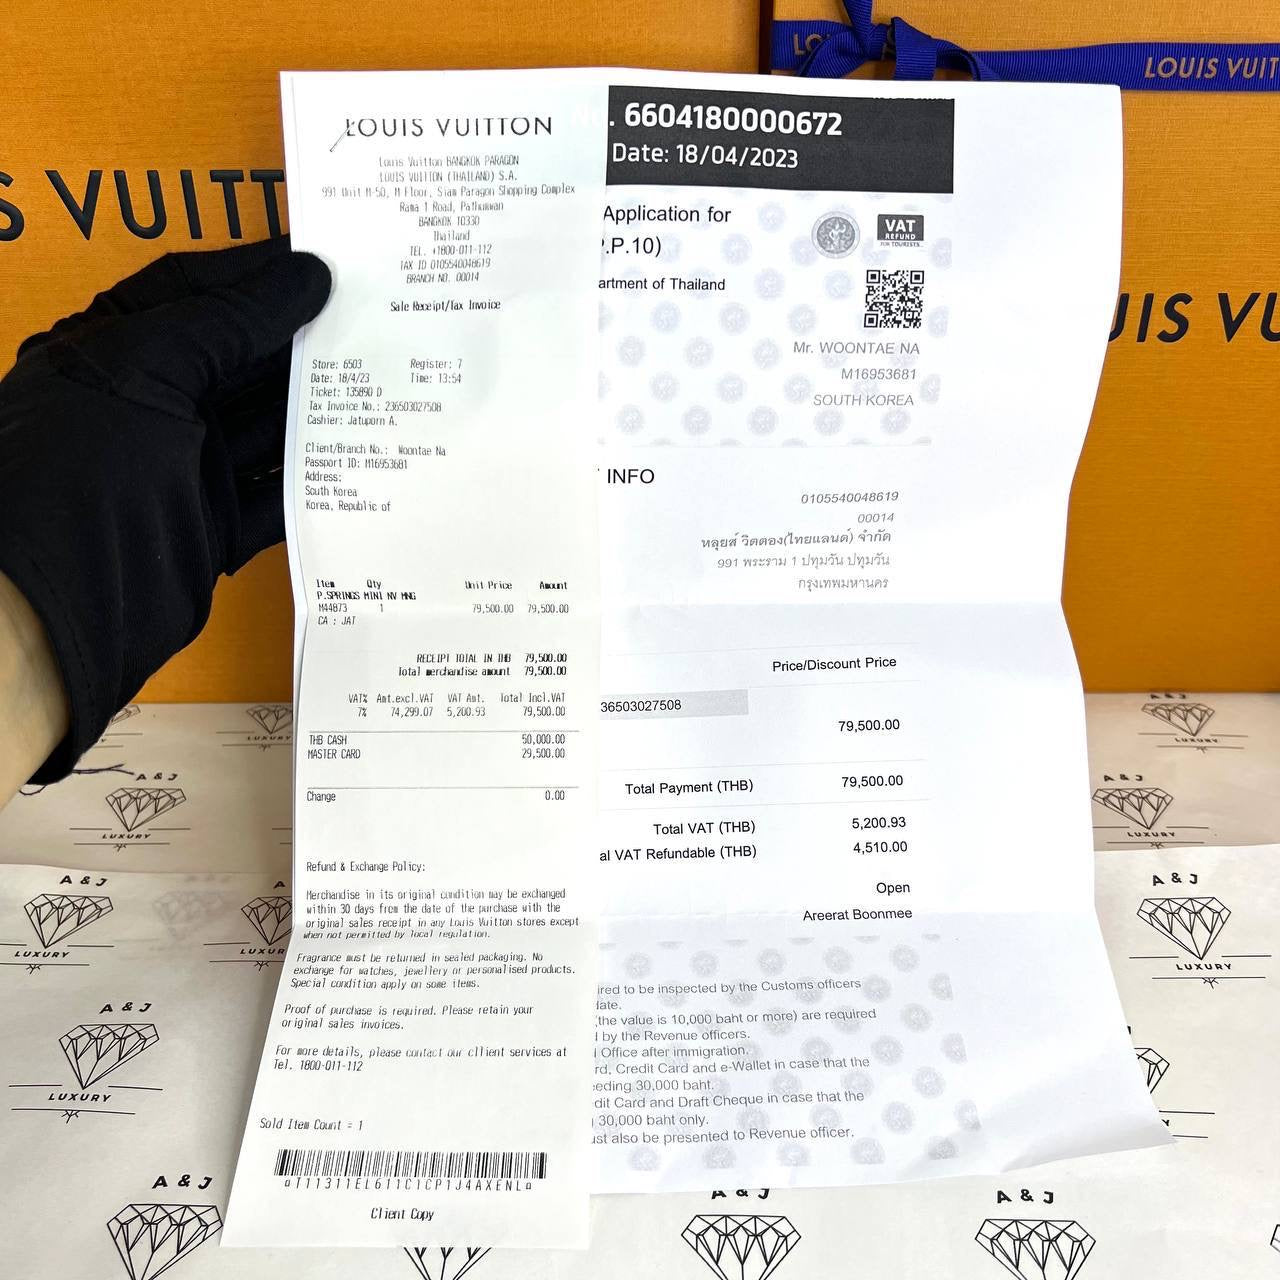 LOUIS VUITTON
S VUITT
UIS VU
LOUIS VUITTON
Louis Vuitton BANGKOK PARAGON
LOUIS VUITTON (THAILAND) S.A.
991 Unit M-50, M Floor, Siam Paragon Shopping Complex
Rama 1 Road, Pathumwan
BANGKOK 10330
Thailand
TEL. +1800-011-112
TAX ID 0105540048619
BRANCH NO. 00014
Sale Receipt/Tax Invoice
Store: 6503 Register: 7
Date: 18/4/23 Time: 13:54
Ticket: 135890 D
Tax Invoice No.: 236503027508
Cashier: Jatuporn A.
Client/Branch No.: Woontae Na
Passport ID: M16953681
Address:
South Korea
Korea, Republic of
Item Qty Unit Price Amount
P.SPRINGS MINI NV MNG
M44873 1 79,500.00 79,500.00
CA : JAT
RECEIPT TOTAL IN THB 79,500.00
Total merchandise amount 79,500.00
VAT% Amt.excl.VAT VAT Amt. Total Incl.VAT
7% 74,299.07 5,200.93 79,500.00
THB CASH 50,000.00
MASTER CARD 29,500.00
Change 0.00
Refund & Exchange Policy:
Merchandise in its original condition may be exchanged
within 30 days from the date of the purchase with the
original sales receipt in any Louis Vuitton stores except
when not permitted by local regulation.
Fragrance must be returned in sealed packaging. No
exchange for watches, jewellery or personalised products.
Special condition apply on some items.
Proof of purchase is required. Please retain your
original sales invoices.
For more details, please contact our cllient services at
Tel. 1800-011-112
Sold Item Count = 1
¤T11311EL611C1CP1J4AXENL¤
Client Copy
No. 6604180000672
Date: 18/04/2023
Application for
P.P.10)
artment of Thailand
VAT
REFUND
FOR TOURISTS
Mr. WOONTAE NA
M16953681
SOUTH KOREA
T INFO
0105540048619
00014
หลุยส์ วิตตอง(ไทยแลนด์) จำกัด
991 พระราม 1 ปทุมวัน ปทุมวัน
กรุงเทพมหานคร
Price/Discount Price
36503027508
79,500.00
Total Payment (THB) 79,500.00
Total VAT (THB) 5,200.93
al VAT Refundable (THB) 4,510.00
Open
Areerat Boonmee
ired to be inspected by the Customs officers
date.
(the value is 10,000 baht or more) are required
d by the Revenue officers.
d Office after immigration.
rd, Credit Card and e-Wallet in case that the
eeding 30,000 baht.
dit Card and Draft Cheque in case that the
30,000 baht only.
ust also be presented to Revenue officer.
A & J
LUXURY
A & J
LUXURY
A & J
LUXURY
A & J
LUXURY
A & J
LUXURY
A & J
LUXURY
A & J
A & J
A & J